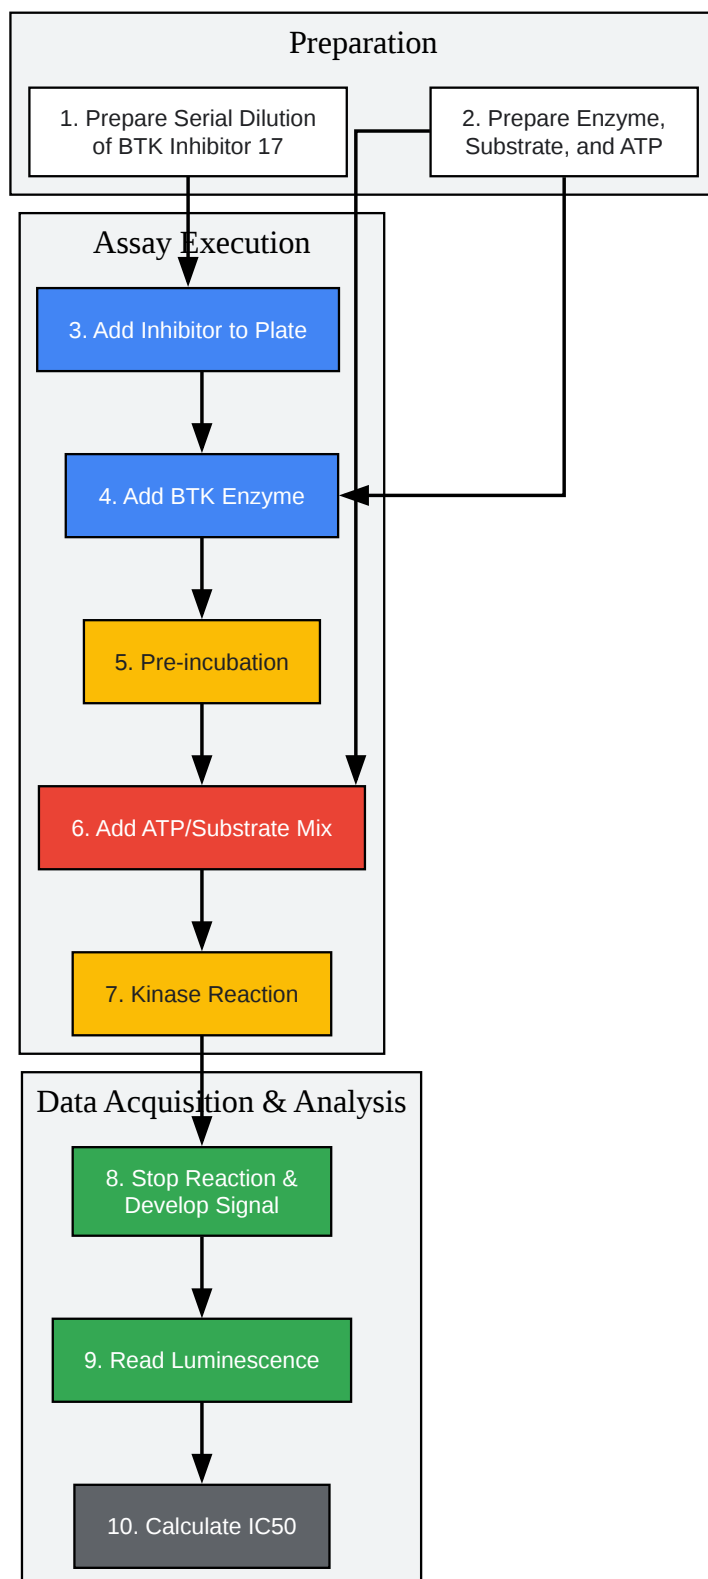 Preparation
1. Prepare Serial Dilution
of BTK Inhibitor 17
2. Prepare Enzyme,
Substrate, and ATP
Assay Execution
3. Add Inhibitor to Plate
4. Add BTK Enzyme
5. Pre-incubation
6. Add ATP/Substrate Mix
7. Kinase Reaction
Data Acquisition & Analysis
8. Stop Reaction &
Develop Signal
9. Read Luminescence
10. Calculate IC50